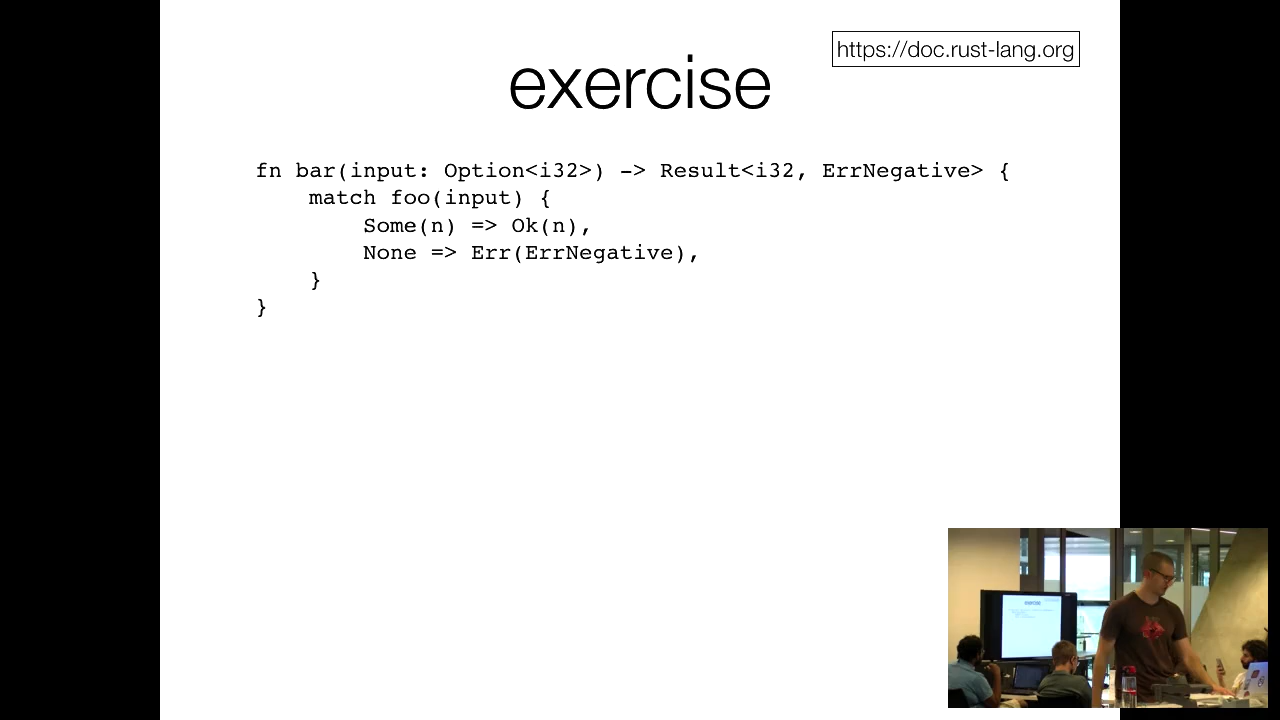 https://doc.rust-lang.org
exercise
fn bar(input: Option<i32>) -> Result<i32, ErrNegative> {
    match foo(input) {
        Some(n) => Ok(n),
        None => Err(ErrNegative),
    }
}
exercise